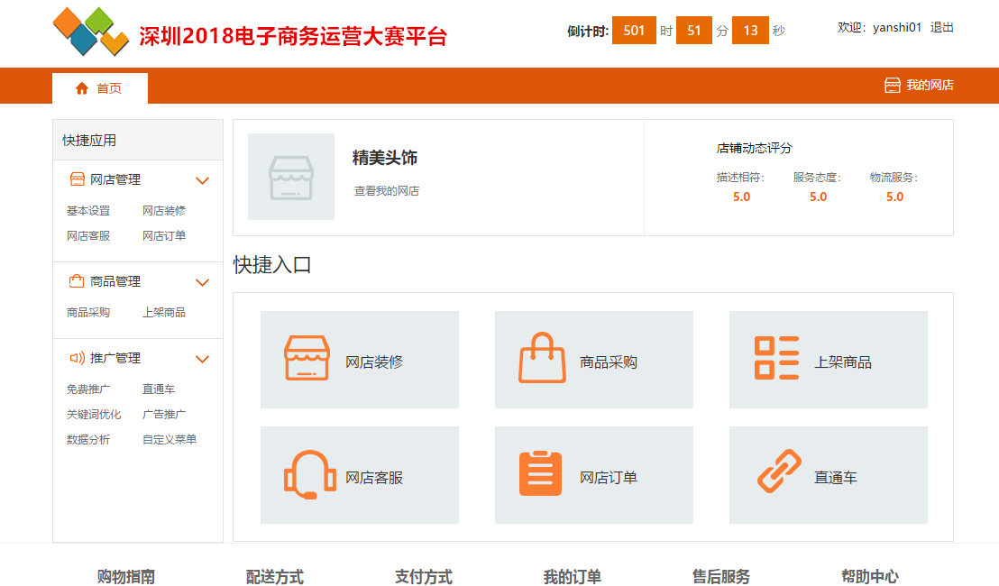 深圳2018电子商务运营大赛平台
倒计时: 501 时 51 分 13 秒
欢迎: yanshi01 退出
首页
我的网店
快捷应用
网店管理
基本设置 网店装修
网店客服 网店订单
商品管理
商品采购 上架商品
推广管理
免费推广 直通车
关键词优化 广告推广
数据分析 自定义菜单
精美头饰
查看我的网店
店铺动态评分
描述相符: 服务态度: 物流服务:
5.0 5.0 5.0
快捷入口
网店装修 商品采购 上架商品
网店客服 网店订单 直通车
购物指南 配送方式 支付方式 我的订单 售后服务 帮助中心